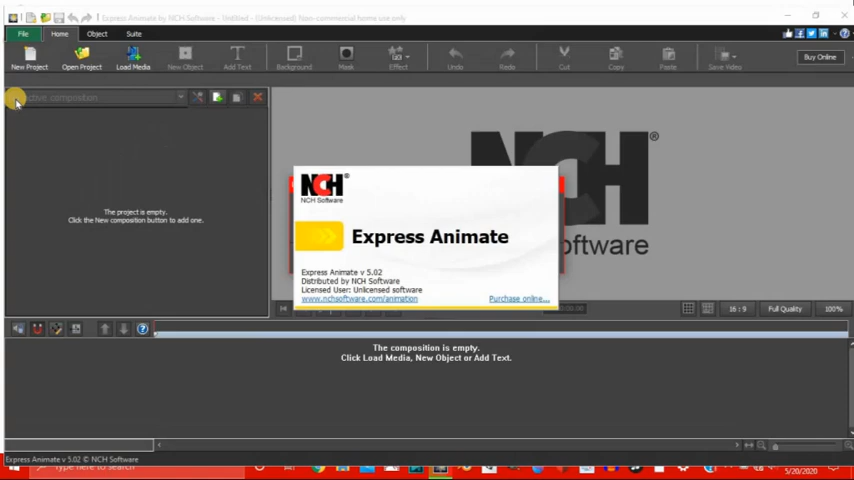 Express Animate by NCH Software - Untitled - (Unlicensed) Non-commercial home use only
File Home Object Suite
New Project Open Project Load Media New Object Add Text Background Mask Effect Undo Redo Cut Copy Paste Save Video Buy Online
composition
The project is empty.
Click the New composition button to add one.
NCH®
NCH Software
Express Animate
Express Animate v 5.02
Distributed by NCH Software
Licensed User: Unlicensed software
www.nchsoftware.com/animation Purchase online...
®
oftware
16 : 9 Full Quality 100%
The composition is empty.
Click Load Media, New Object or Add Text.
Express Animate v 5.02 © NCH Software
Type here to search
5/20/2020